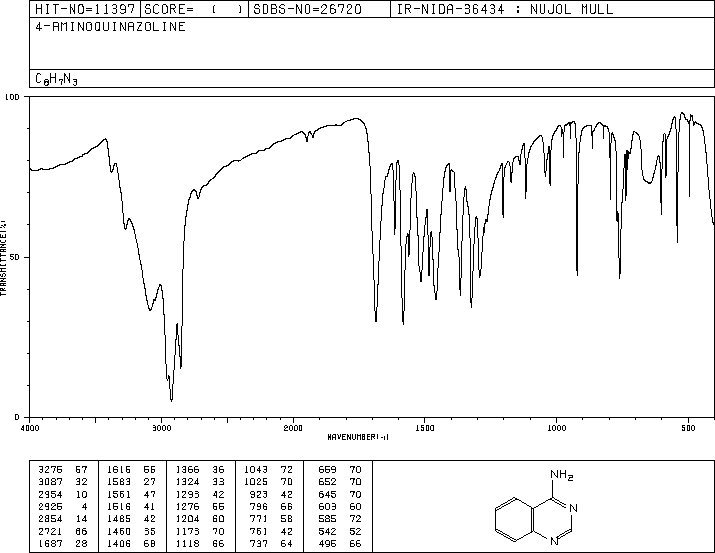 HIT-NO=11397 SCORE= ( ) SDBS-NO=26720 IR-NIDA-36434 : NUJOL MULL
4-AMINOQUINAZOLINE
C8H7N3
100
50
0
TRANSMITTANCE(%)
4000 3000 2000 1500 1000 500
WAVENUMBER(-1)
3275 57 1616 55 1366 36 1043 72 659 70
3087 32 1583 27 1324 33 1025 70 652 70
2954 10 1561 47 1293 42 923 42 645 70
2925 4 1516 41 1276 55 796 66 603 60
2854 14 1485 42 1204 60 771 58 585 72
2721 66 1460 35 1173 70 761 42 542 52
1687 28 1406 68 1118 66 737 64 496 66
NH2
N
N